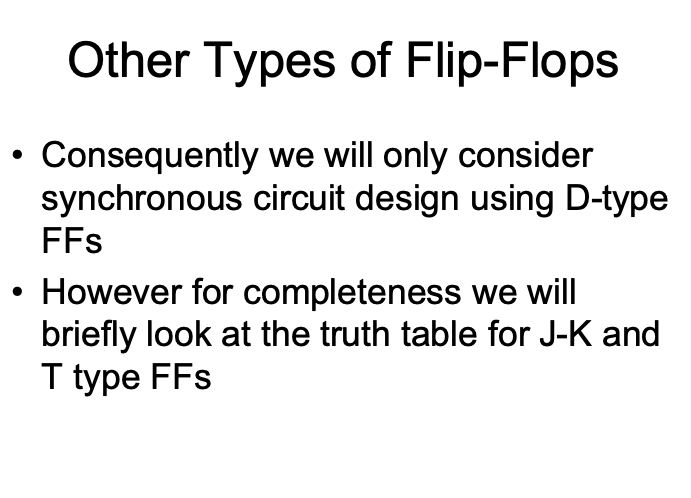 Other Types of Flip-Flops
• Consequently we will only consider
synchronous circuit design using D-type
FFs
• However for completeness we will
briefly look at the truth table for J-K and
T type FFs